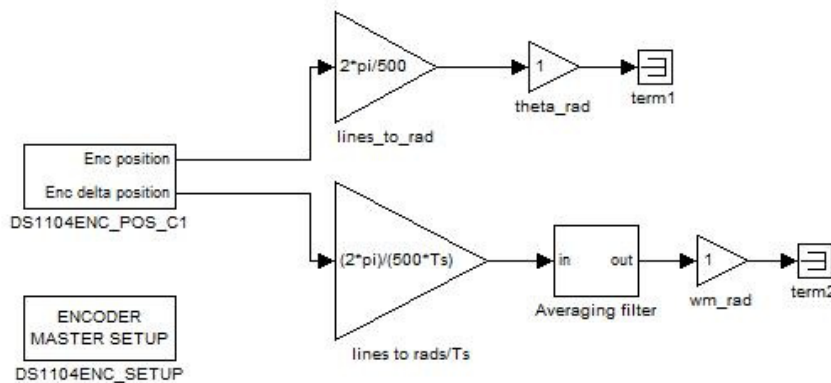 2*pi/500
lines_to_rad
1
theta_rad
term1
Enc position
Enc delta position
DS1104ENC_POS_C1
(2*pi)/(500*Ts)
lines to rads/Ts
in out
Averaging filter
1
wm_rad
term2
ENCODER
MASTER SETUP
DS1104ENC_SETUP